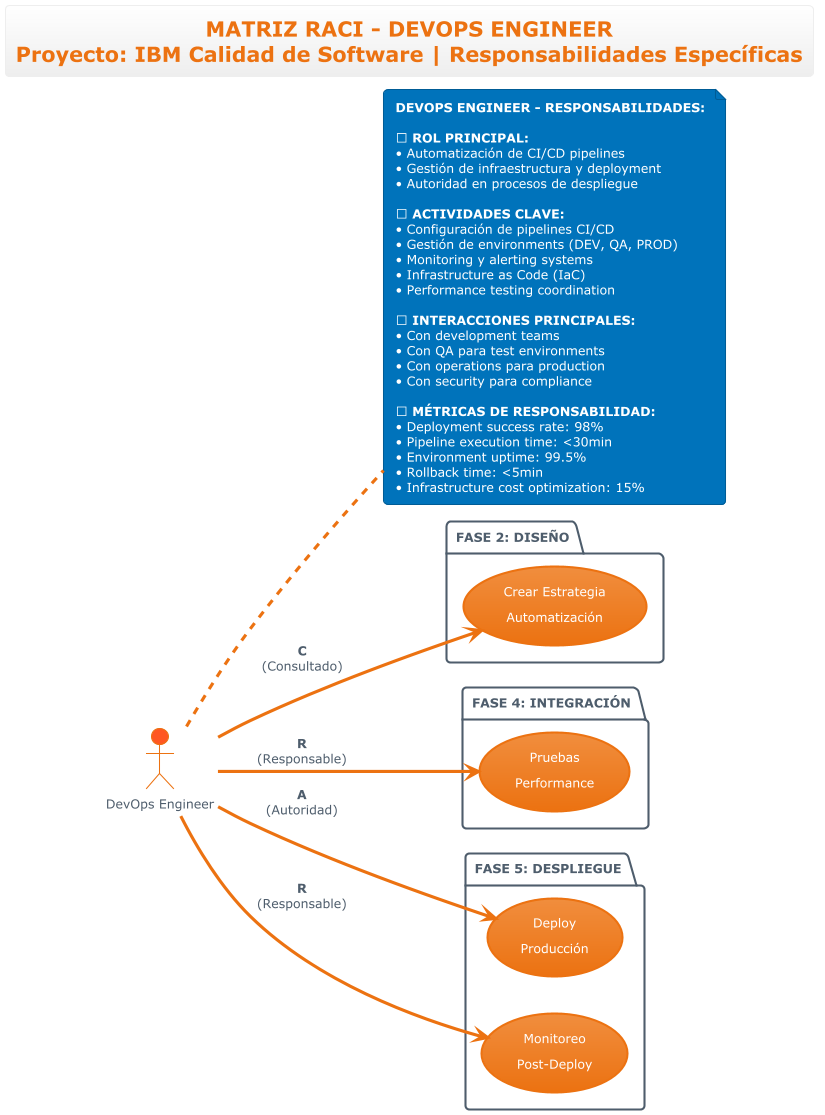 MATRIZ RACI - DEVOPS ENGINEER
Proyecto: IBM Calidad de Software | Responsabilidades Específicas
DEVOPS ENGINEER - RESPONSABILIDADES:
□ ROL PRINCIPAL:
• Automatización de CI/CD pipelines
• Gestión de infraestructura y deployment
• Autoridad en procesos de despliegue
□ ACTIVIDADES CLAVE:
• Configuración de pipelines CI/CD
• Gestión de environments (DEV, QA, PROD)
• Monitoring y alerting systems
• Infrastructure as Code (IaC)
• Performance testing coordination
□ INTERACCIONES PRINCIPALES:
• Con development teams
• Con QA para test environments
• Con operations para production
• Con security para compliance
□ MÉTRICAS DE RESPONSABILIDAD:
• Deployment success rate: 98%
• Pipeline execution time: <30min
• Environment uptime: 99.5%
• Rollback time: <5min
• Infrastructure cost optimization: 15%
FASE 2: DISEÑO
Crear Estrategia
Automatización
C
(Consultado)
FASE 4: INTEGRACIÓN
Pruebas
Performance
R
(Responsable)
DevOps Engineer
A
(Autoridad)
FASE 5: DESPLIEGUE
Deploy
Producción
R
(Responsable)
Monitoreo
Post-Deploy